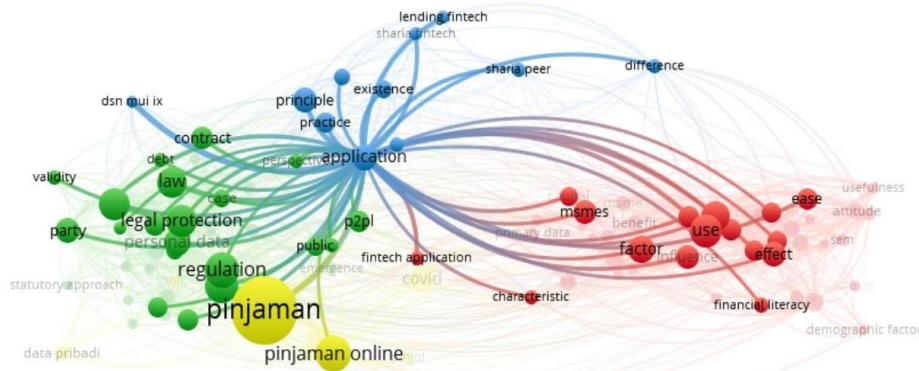 lending fintech
sharia fintech
sharia peer
difference
existence
dsn mui ix
principle
practice
contract
debt
perspective
application
validity
law
case
usefulness
ease
attitude
msme
msmes
legal protection
p2pl
party
personal data
public
primary data
benefit
use
sem
factor
influence
effect
fintech application
regulation
emergence
covid
statutory approach
characteristic
financial literacy
pinjaman
demographic factor
data pribadi
pinjaman online